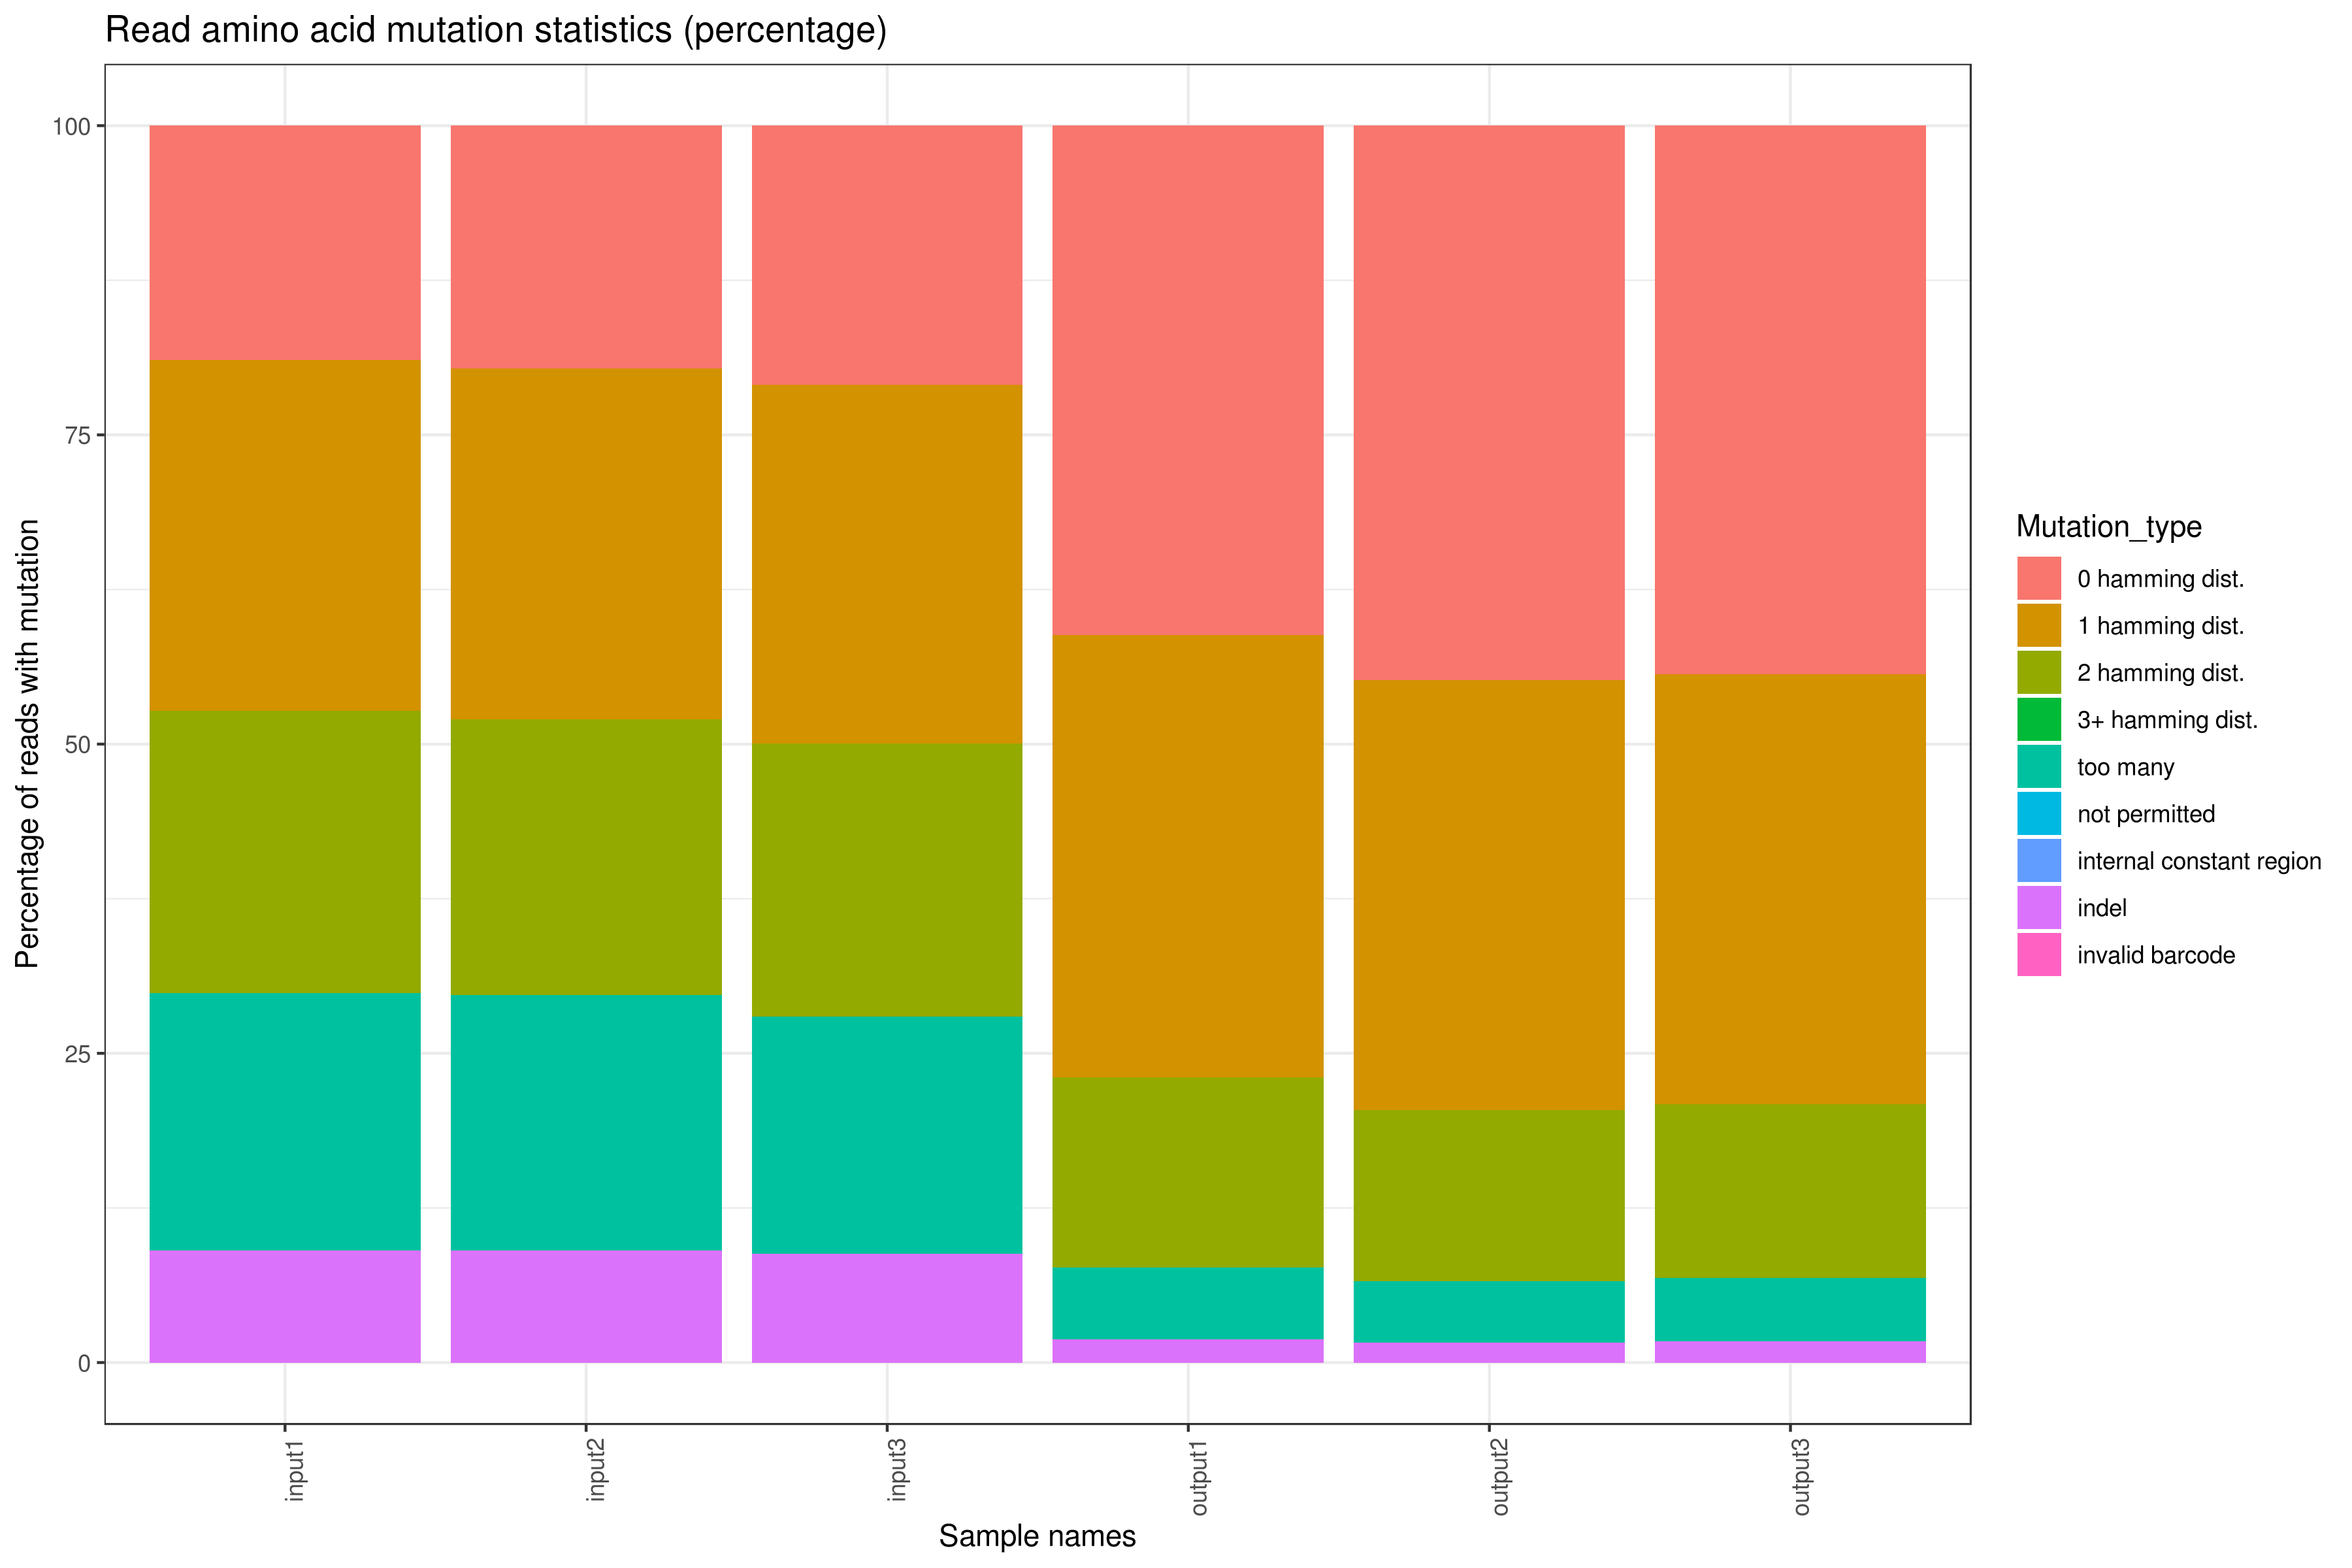 Read amino acid mutation statistics (percentage)
Percentage of reads with mutation
100
75
50
25
0
input1
input2
input3
output1
output2
output3
Sample names
Mutation_type
0 hamming dist.
1 hamming dist.
2 hamming dist.
3+ hamming dist.
too many
not permitted
internal constant region
indel
invalid barcode